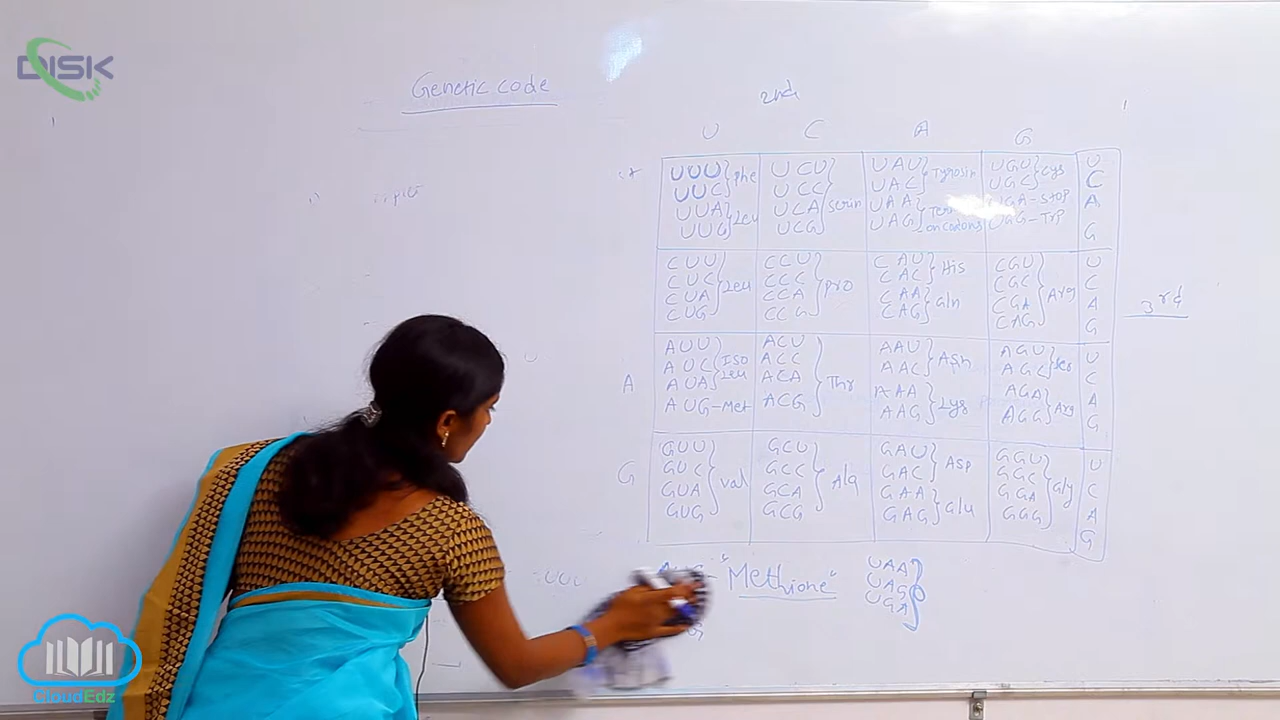 DISK
Genetic code
2nd
U C A G
UUU } phe
UUC
UUA } Leu
UUG
UCU
UCC
UCA } serin
UCG
UAU } Tyrosin
UAC
UAA
UAG on codons
UGU } Cys
UGC
UGA - STOP
UGG - TrP
U
C
A
G
CUU
CUC } Leu
CUA
CUG
CCU
CCC } pro
CCA
CCG
CAU } His
CAC
CAA } Gln
CAG
CGU
CGC } Arg
CGA
CAG
U
C
A
G
3rd
A
AUU } ISO
AUC Leu
AUA
AUG - Met
ACU
ACC } Thr
ACA
ACG
AAU } Asn
AAC
AAA } Lys
AAG
AGU } ser
AGC
AGA } Arg
AGG
U
C
A
G
G
GUU
GUC } val
GUA
GUG
GCU
GCC } Ala
GCA
GCG
GAU } Asp
GAC
GAA } Glu
GAG
GGU
GGC } Gly
GGA
GGG
U
C
A
G
"Methione"
UAA
UAG
UGA
CloudEdz